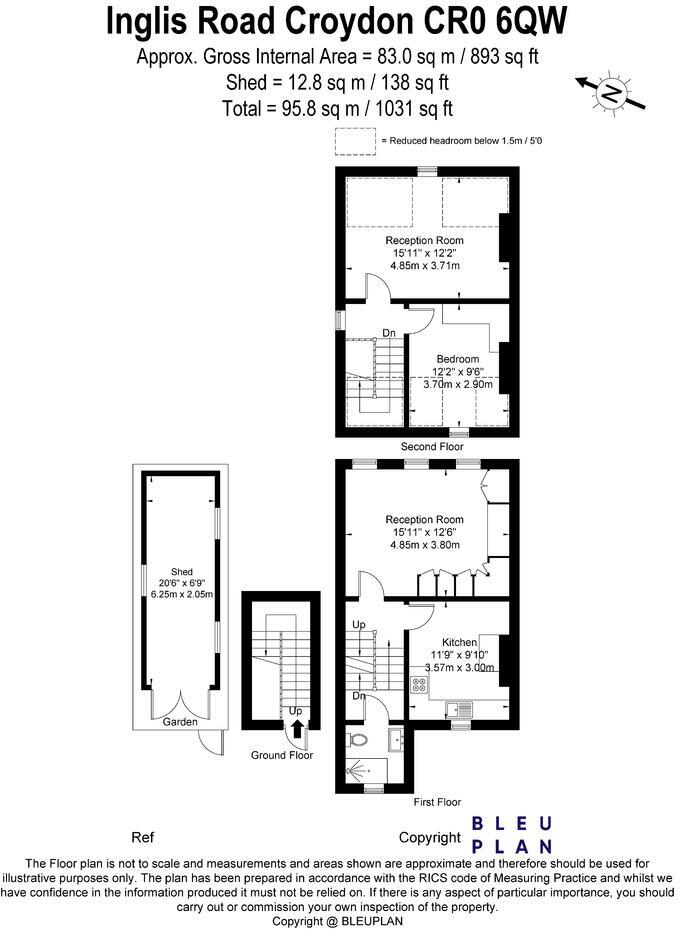 Inglis Road Croydon CR0 6QW
Approx. Gross Internal Area = 83.0 sq m / 893 sq ft
Shed = 12.8 sq m / 138 sq ft
Total = 95.8 sq m / 1031 sq ft
N
= Reduced headroom below 1.5m / 5'0
Reception Room
15'11" x 12'2"
4.85m x 3.71m
Dn
Bedroom
12'2" x 9'6"
3.70m x 2.90m
Second Floor
Reception Room
15'11" x 12'6"
4.85m x 3.80m
Shed
20'6" x 6'9"
6.25m x 2.05m
Up
Kitchen
11'9" x 9'10"
3.57m x 3.00m
Dn
Up
Garden
Ground Floor
First Floor
Ref
Copyright
BLEU
PLAN
The Floor plan is not to scale and measurements and areas shown are approximate and therefore should be used for
illustrative purposes only. The plan has been prepared in accordance with the RICS code of Measuring Practice and whilst we
have confidence in the information produced it must not be relied on. If there is any aspect of particular importance, you should
carry out or commission your own inspection of the property.
Copyright @ BLEUPLAN